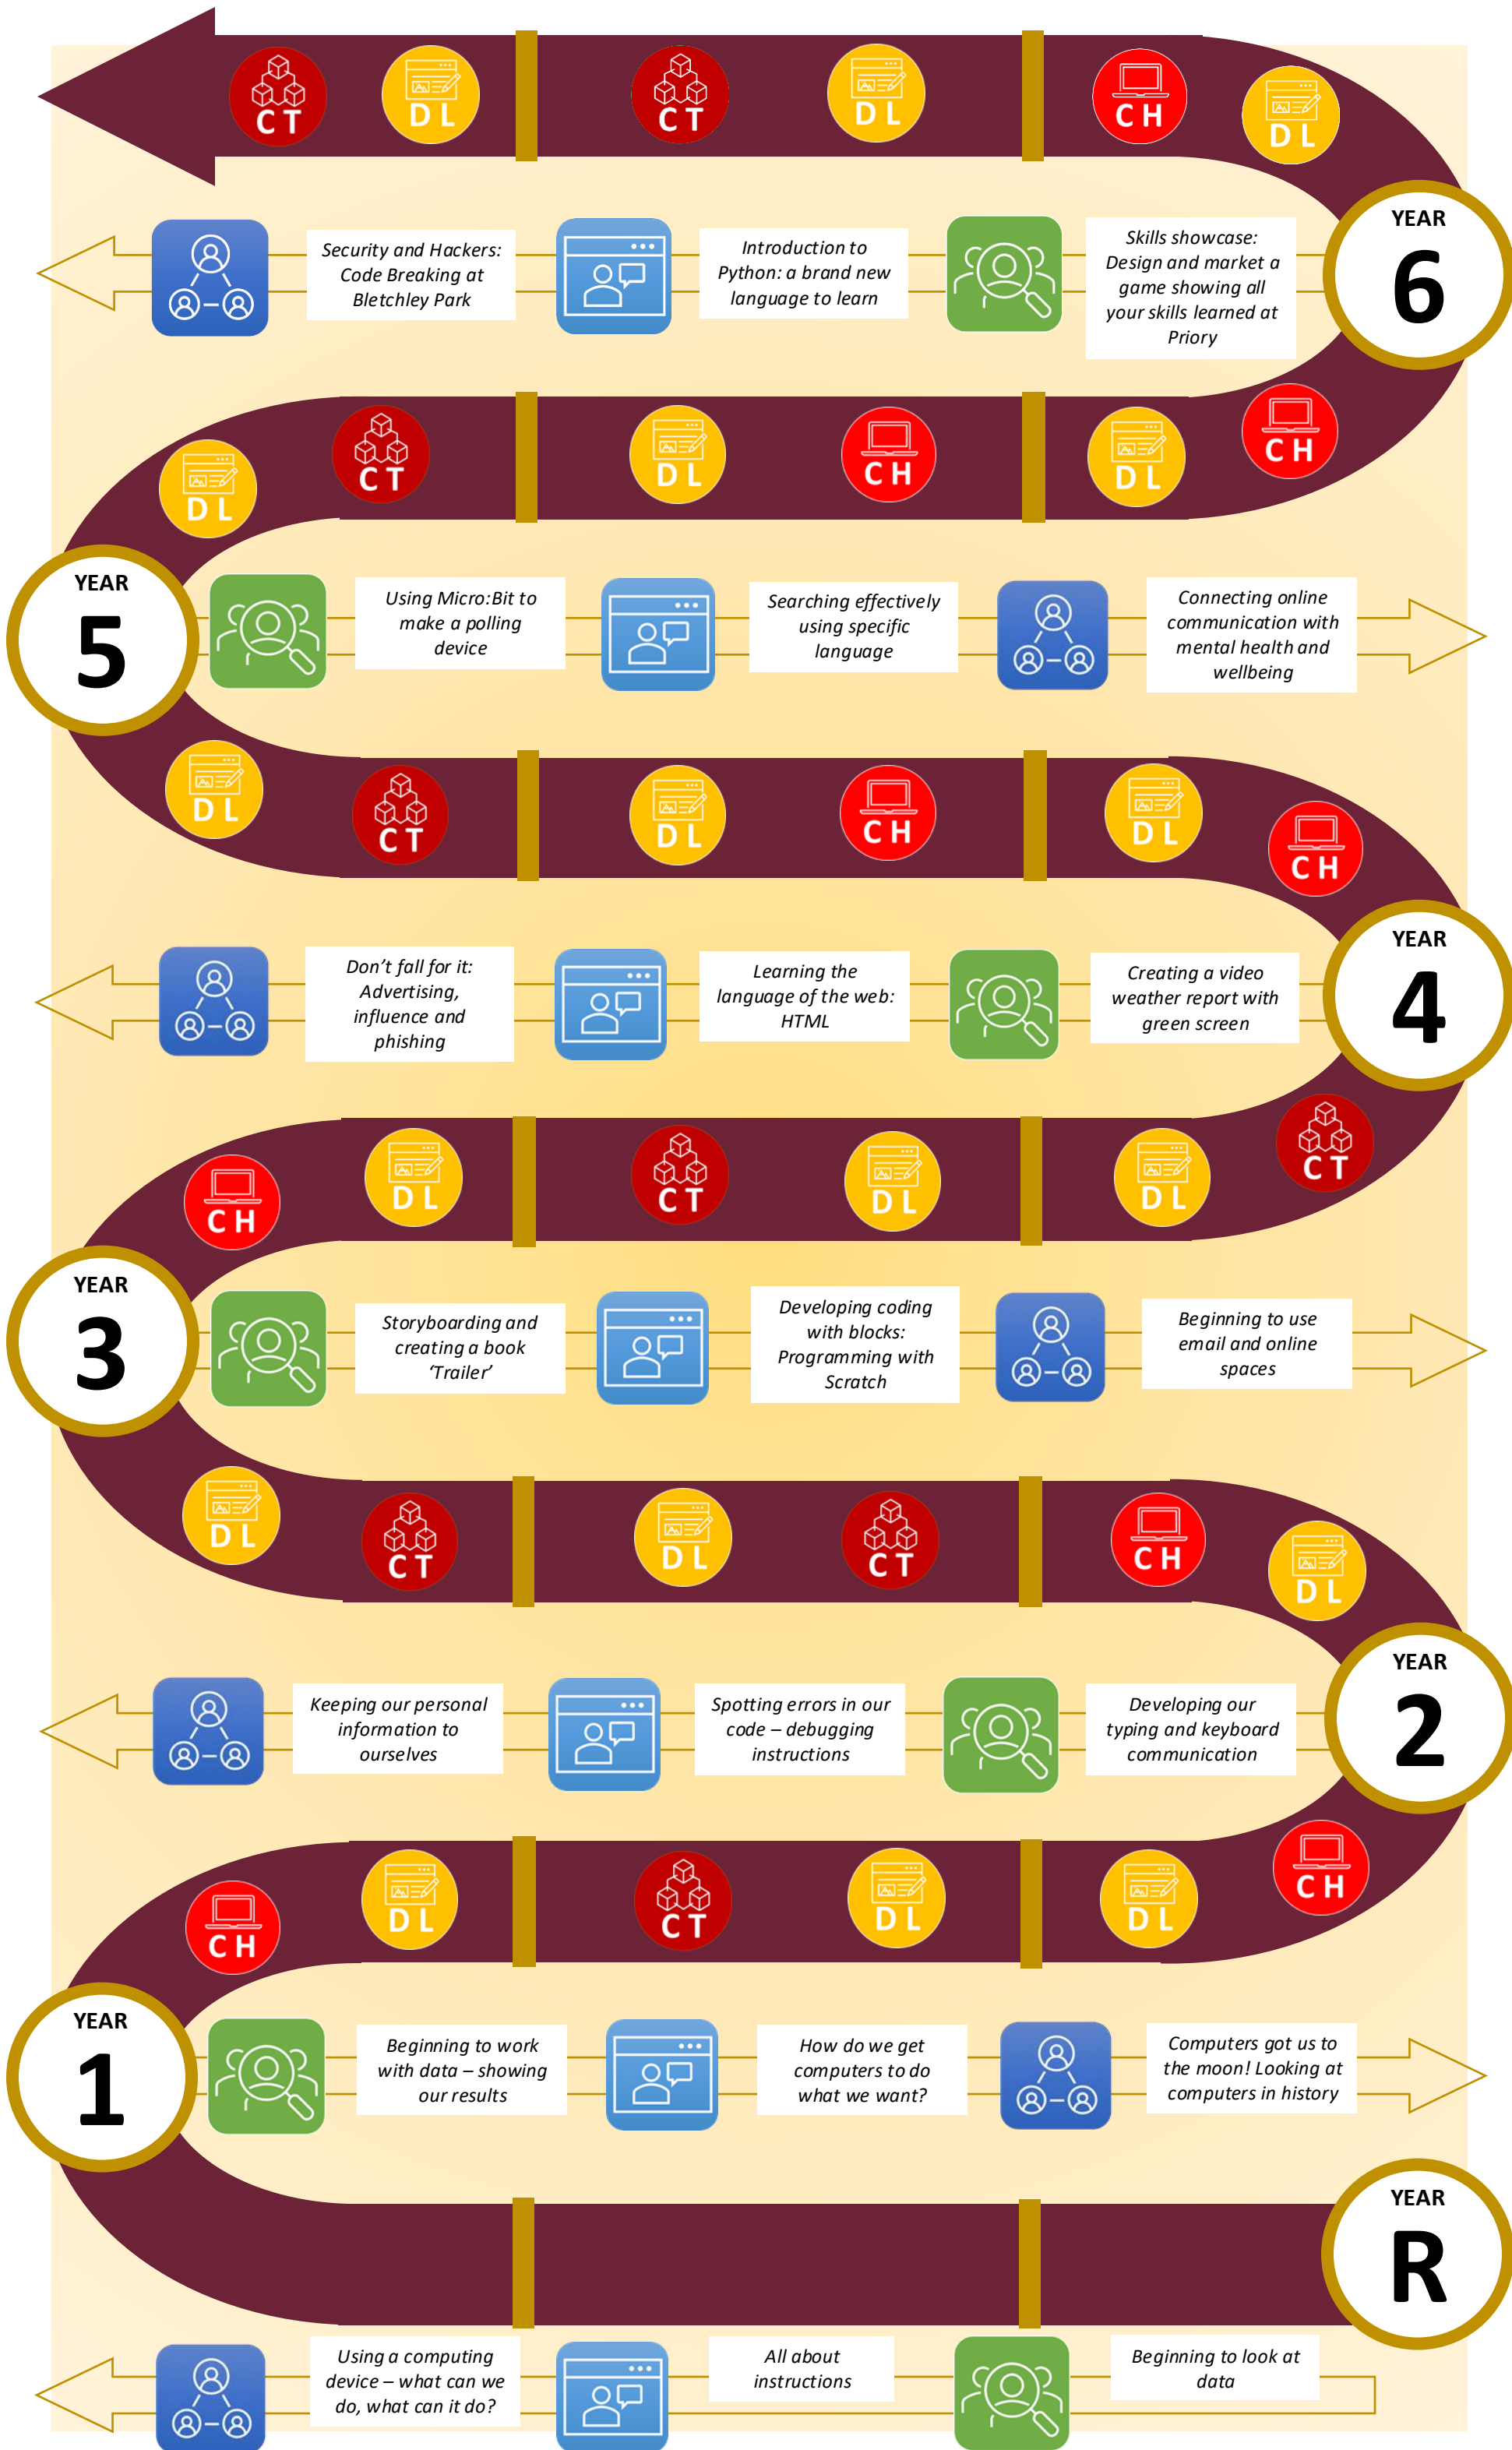 CT
DL
CT
DL
CH
DL
YEAR
6
Security and Hackers:
Code Breaking at
Bletchley Park
Introduction to
Python: a brand new
language to learn
Skills showcase:
Design and market a
game showing all
your skills learned at
Priory
DL
CT
DL
CH
DL
CH
YEAR
5
Using Micro:Bit to
make a polling
device
Searching effectively
using specific
language
Connecting online
communication with
mental health and
wellbeing
DL
CT
DL
CH
DL
CH
YEAR
4
Don't fall for it:
Advertising,
influence and
phishing
Learning the
language of the web:
HTML
Creating a video
weather report with
green screen
CH
DL
CT
DL
DL
CT
YEAR
3
Storyboarding and
creating a book
‘Trailer’
Developing coding
with blocks:
Programming with
Scratch
Beginning to use
email and online
spaces
DL
CT
DL
CT
CH
DL
YEAR
2
Keeping our personal
information to
ourselves
Spotting errors in our
code – debugging
instructions
Developing our
typing and keyboard
communication
CH
DL
CT
DL
DL
CH
YEAR
1
Beginning to work
with data – showing
our results
How do we get
computers to do
what we want?
Computers got us to
the moon! Looking at
computers in history
YEAR
R
Using a computing
device – what can we
do, what can it do?
All about
instructions
Beginning to look at
data